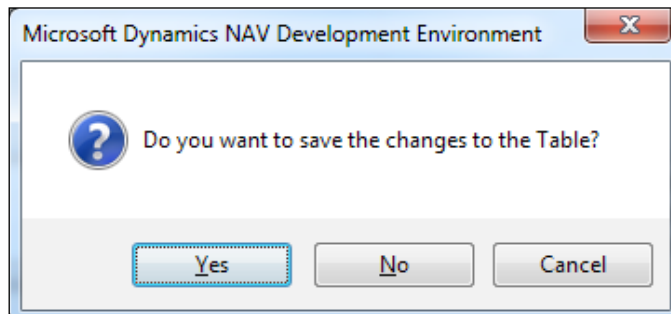 Microsoft Dynamics NAV Development Environment
Do you want to save the changes to the Table?
Yes No Cancel